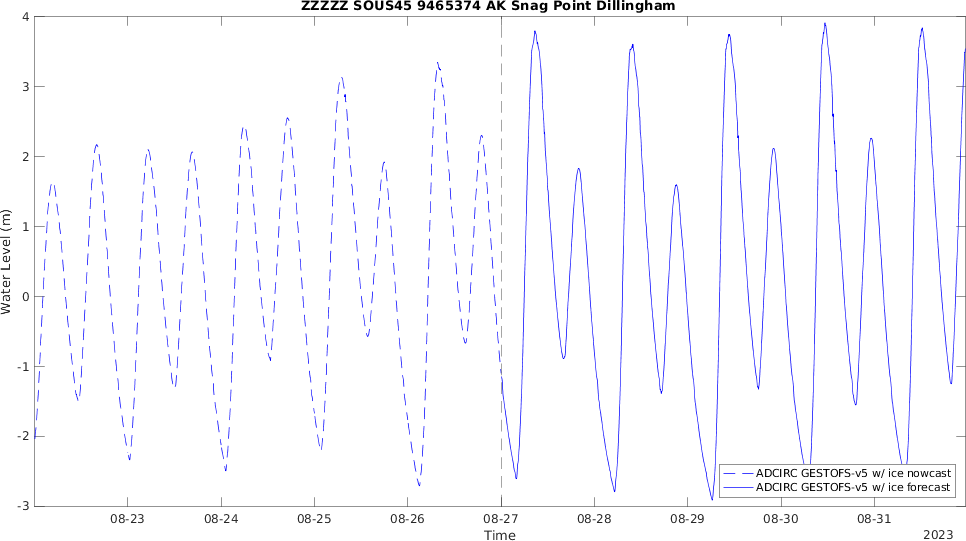 ZZZZZ SOUS45 9465374 AK Snag Point Dillingham
4
3
2
1
0
-1
-2
-3
Water Level (m)
08-23 08-24 08-25 08-26 08-27 08-28 08-29 08-30 08-31
Time
2023
ADCIRC GESTOFS-v5 w/ ice nowcast
ADCIRC GESTOFS-v5 w/ ice forecast